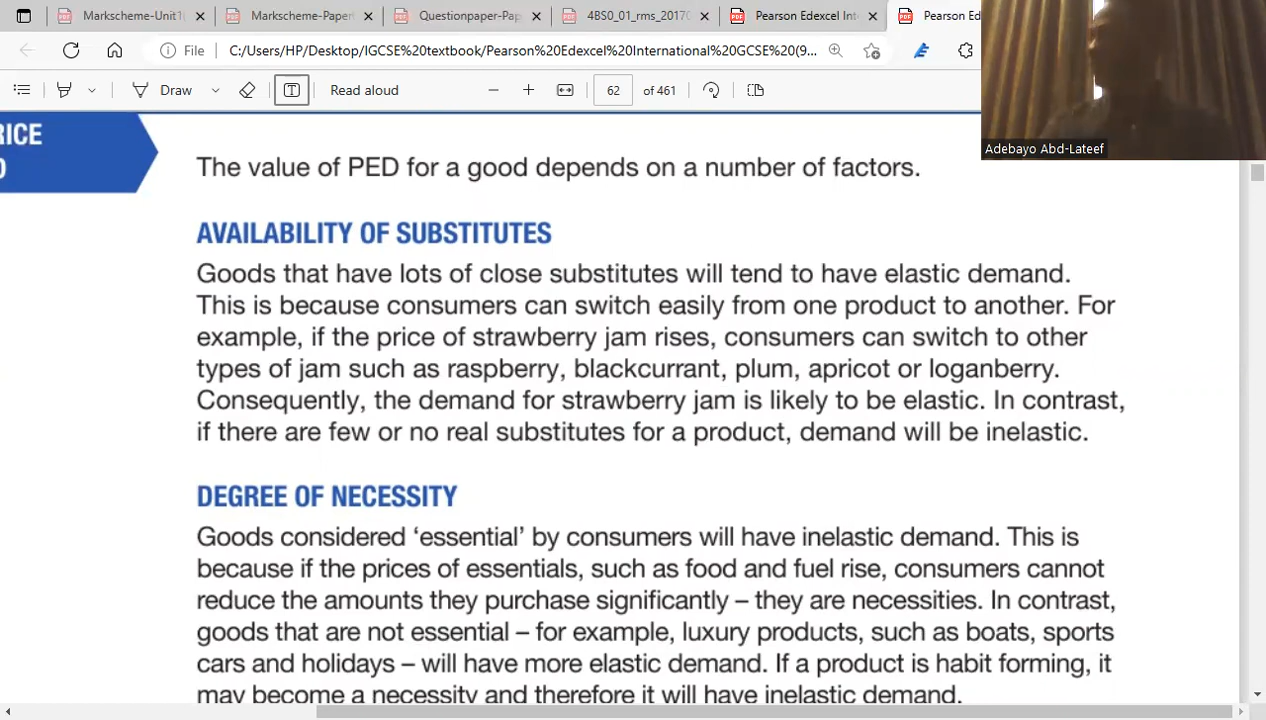 Markscheme-Unit1(
Markscheme-Paper
Questionpaper-Pap
4BS0_01_rms_2017C
Pearson Edexcel Int
Pearson Ed
File
C:/Users/HP/Desktop/IGCSE%20textbook/Pearson%20Edexcel%20International%20GCSE%20(9...
Draw
Read aloud
62
of 461
Adebayo Abd-Lateef
RICE
The value of PED for a good depends on a number of factors.
AVAILABILITY OF SUBSTITUTES
Goods that have lots of close substitutes will tend to have elastic demand.
This is because consumers can switch easily from one product to another. For
example, if the price of strawberry jam rises, consumers can switch to other
types of jam such as raspberry, blackcurrant, plum, apricot or loganberry.
Consequently, the demand for strawberry jam is likely to be elastic. In contrast,
if there are few or no real substitutes for a product, demand will be inelastic.
DEGREE OF NECESSITY
Goods considered ‘essential’ by consumers will have inelastic demand. This is
because if the prices of essentials, such as food and fuel rise, consumers cannot
reduce the amounts they purchase significantly – they are necessities. In contrast,
goods that are not essential – for example, luxury products, such as boats, sports
cars and holidays – will have more elastic demand. If a product is habit forming, it
may become a necessity and therefore it will have inelastic demand.